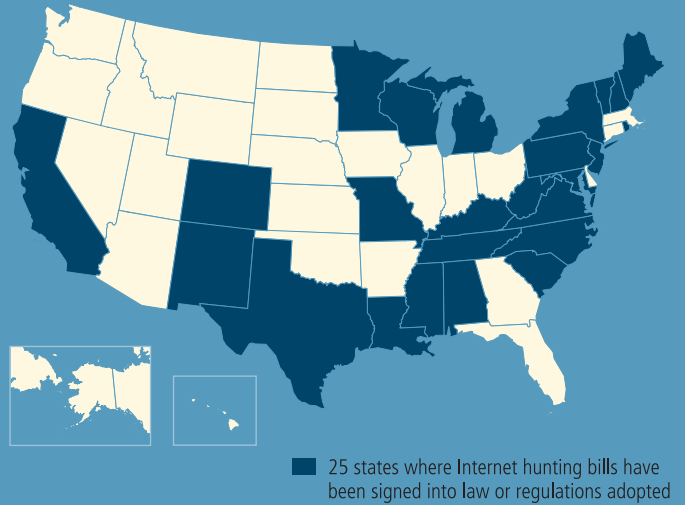 25 states where Internet hunting bills have
been signed into law or regulations adopted